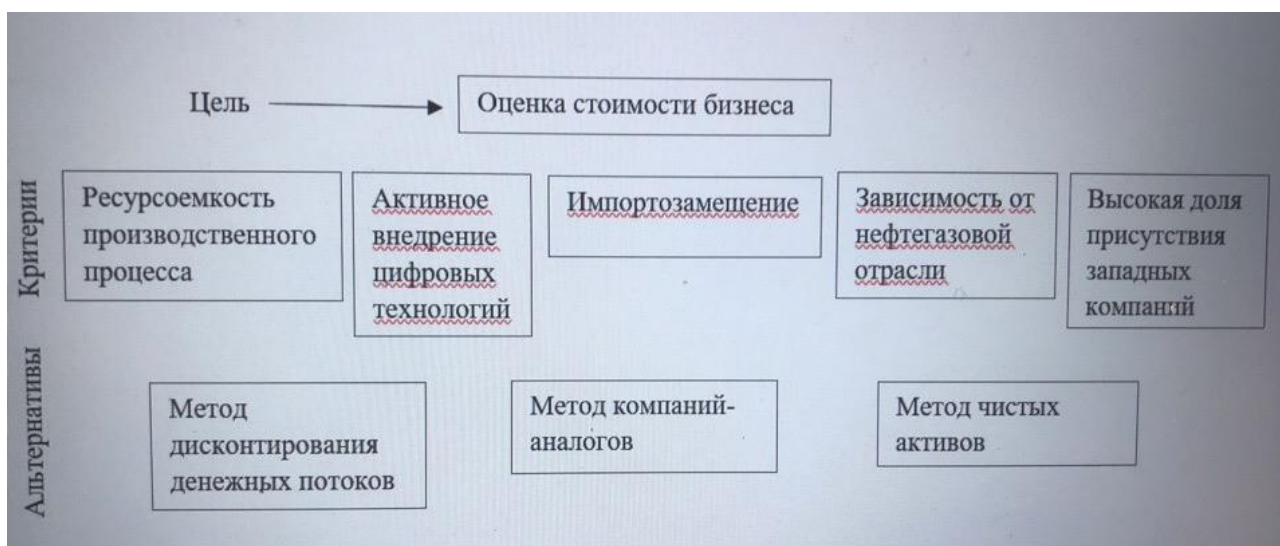 Цель
Оценка стоимости бизнеса
Критерии
Ресурсоемкость
производственного
процесса
Активное
внедрение
цифровых
технологий
Импортозамещение
Зависимость от
нефтегазовой
отрасли
Высокая доля
присутствия
западных
компаний
Альтернативы
Метод
дисконтирования
денежных потоков
Метод компаний-
аналогов
Метод чистых
активов